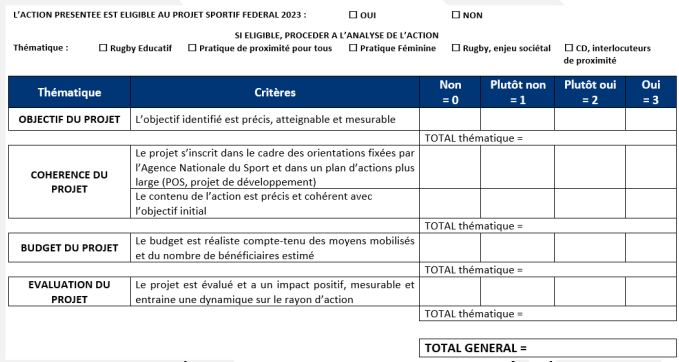 L'ACTION PRESENTEE EST ELIGIBLE AU PROJET SPORTIF FEDERAL 2023 : ☐ OUI ☐ NON
SI ELIGIBLE, PROCEDER A L'ANALYSE DE L'ACTION
Thématique : ☐ Rugby Educatif ☐ Pratique de proximité pour tous ☐ Pratique Féminine ☐ Rugby, enjeu sociétal ☐ CD, interlocuteurs
de proximité
Thématique Critères Non = 0 Plutôt non = 1 Plutôt oui = 2 Oui = 3
OBJECTIF DU PROJET L'objectif identifié est précis, atteignable et mesurable
TOTAL thématique =
COHERENCE DU
PROJET
Le projet s'inscrit dans le cadre des orientations fixées par
l'Agence Nationale du Sport et dans un plan d'actions plus
large (POS, projet de développement)
Le contenu de l'action est précis et cohérent avec
l'objectif initial
TOTAL thématique =
BUDGET DU PROJET
Le budget est réaliste compte-tenu des moyens mobilisés
et du nombre de bénéficiaires estimé
TOTAL thématique =
EVALUATION DU
PROJET
Le projet est évalué et a un impact positif, mesurable et
entraine une dynamique sur le rayon d'action
TOTAL thématique =
TOTAL GENERAL =